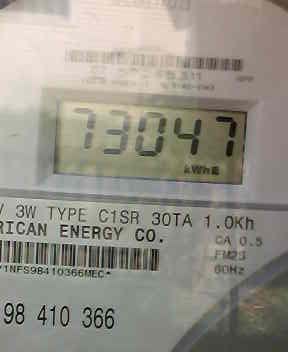 73047
kWh
V 3W TYPE C1SR 30TA 1.0Kh
RICAN ENERGY CO.
CA 0.5
FM2S
60Hz
*1NFS98410366MEC*
98 410 366